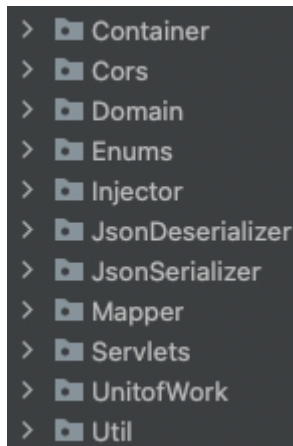 Container
Cors
Domain
Enums
Injector
JsonDeserializer
JsonSerializer
Mapper
Servlets
UnitofWork
Util